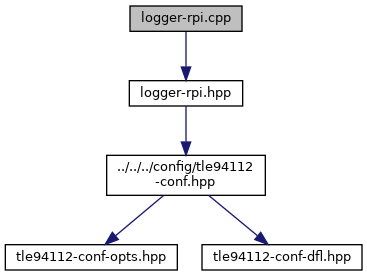 logger-rpi.cpp
logger-rpi.hpp
../../../config/tle94112
-conf.hpp
tle94112-conf-opts.hpp
tle94112-conf-dfl.hpp